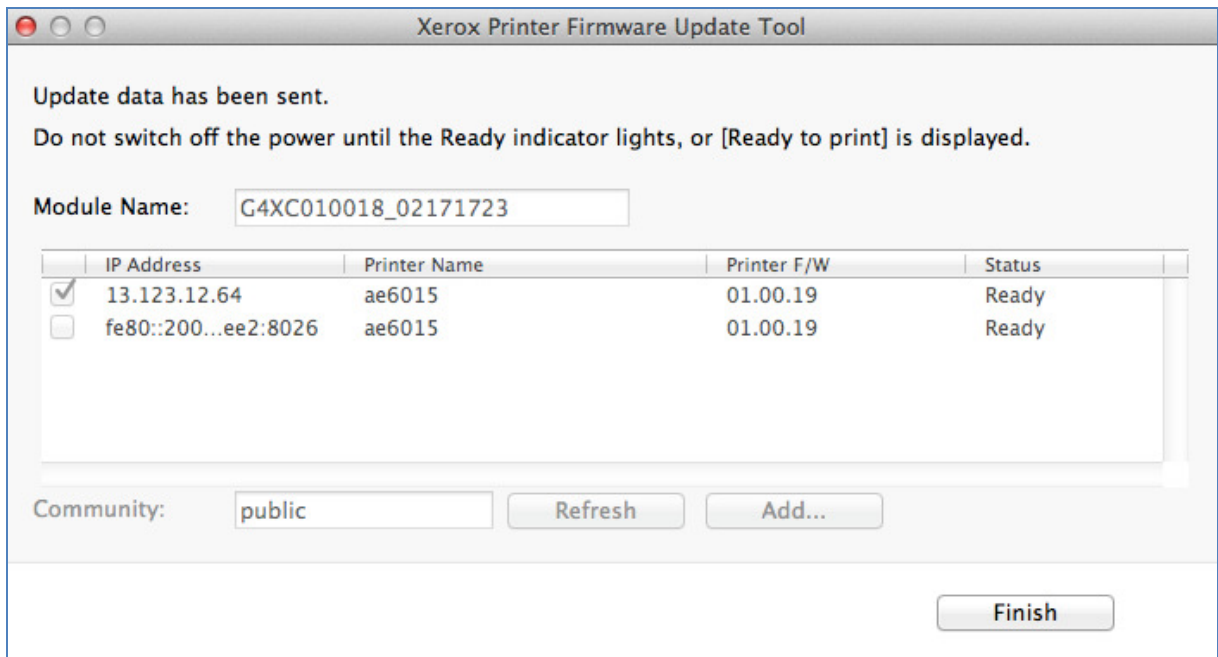 Xerox Printer Firmware Update Tool
Update data has been sent.
Do not switch off the power until the Ready indicator lights, or [Ready to print] is displayed.
Module Name: G4XC010018_02171723
IP Address Printer Name Printer F/W Status
13.123.12.64 ae6015 01.00.19 Ready
fe80::200...ee2:8026 ae6015 01.00.19 Ready
Community: public Refresh Add...
Finish